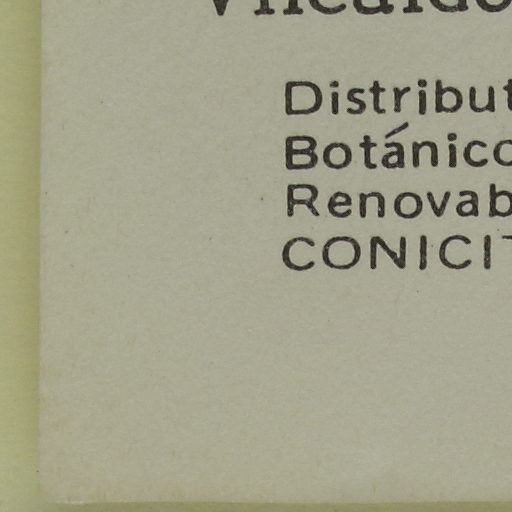 Distribut
Botánico
Renovab
CONICIT